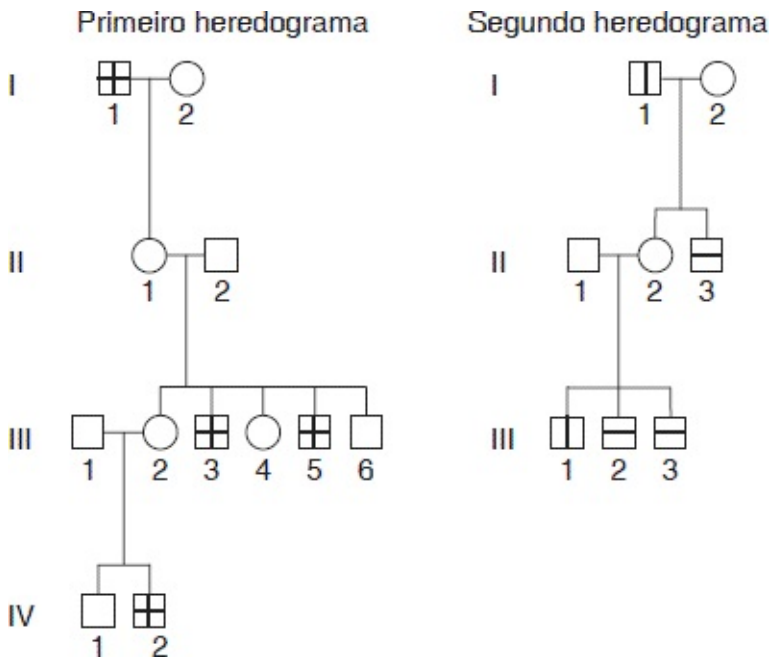 Primeiro heredograma
I
1 2
II
1 2
III
1 2 3 4 5 6
IV
1 2
Segundo heredograma
I
1 2
II
1 2 3
III
1 2 3